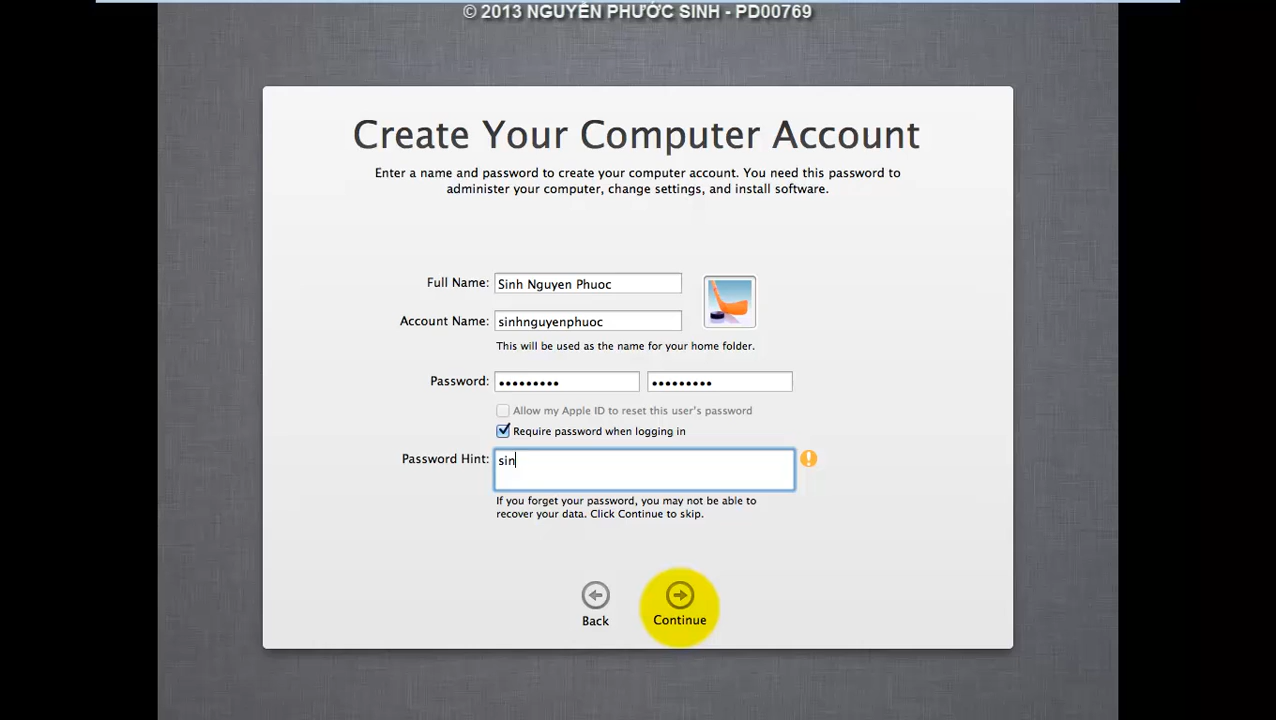 © 2013 NGUYỄN PHƯỚC SINH - PD00769
Create Your Computer Account
Enter a name and password to create your computer account. You need this password to
administer your computer, change settings, and install software.
Full Name: Sinh Nguyen Phuoc
Account Name: sinhnguyenphuoc
This will be used as the name for your home folder.
Password: ••••••••• •••••••••
Allow my Apple ID to reset this user's password
Require password when logging in
Password Hint: sin
If you forget your password, you may not be able to
recover your data. Click Continue to skip.
Back Continue